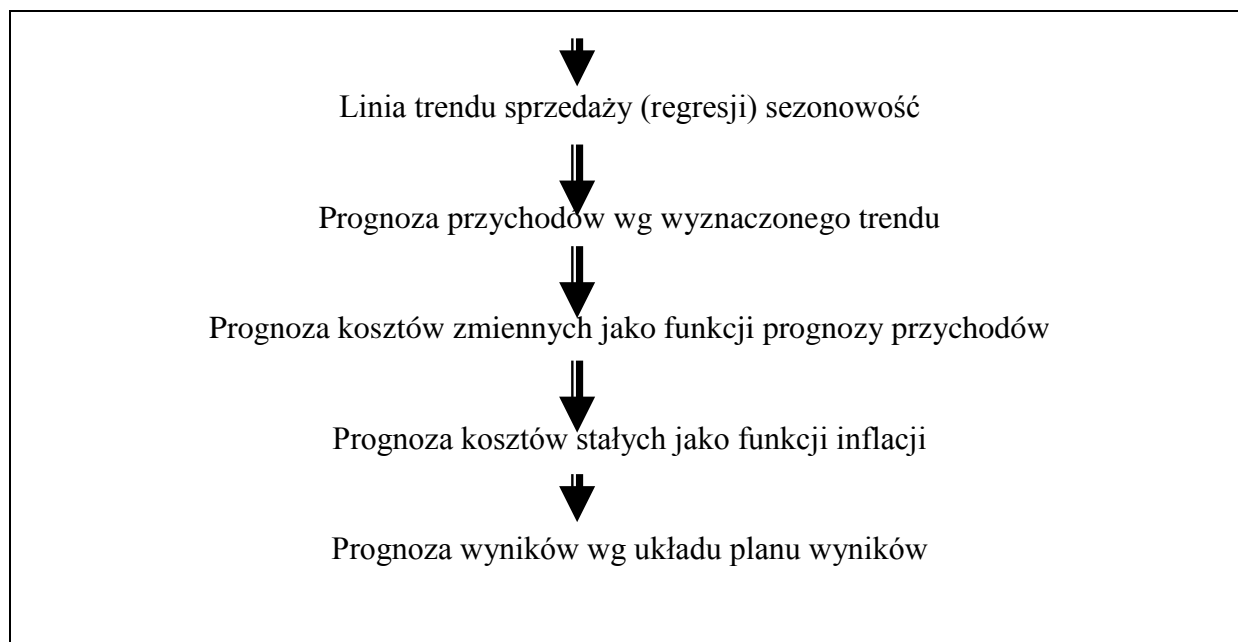 Linia trendu sprzedaży (regresji) sezonowość
Prognoza przychodów wg wyznaczonego trendu
Prognoza kosztów zmiennych jako funkcji prognozy przychodów
Prognoza kosztów stałych jako funkcji inflacji
Prognoza wyników wg układu planu wyników